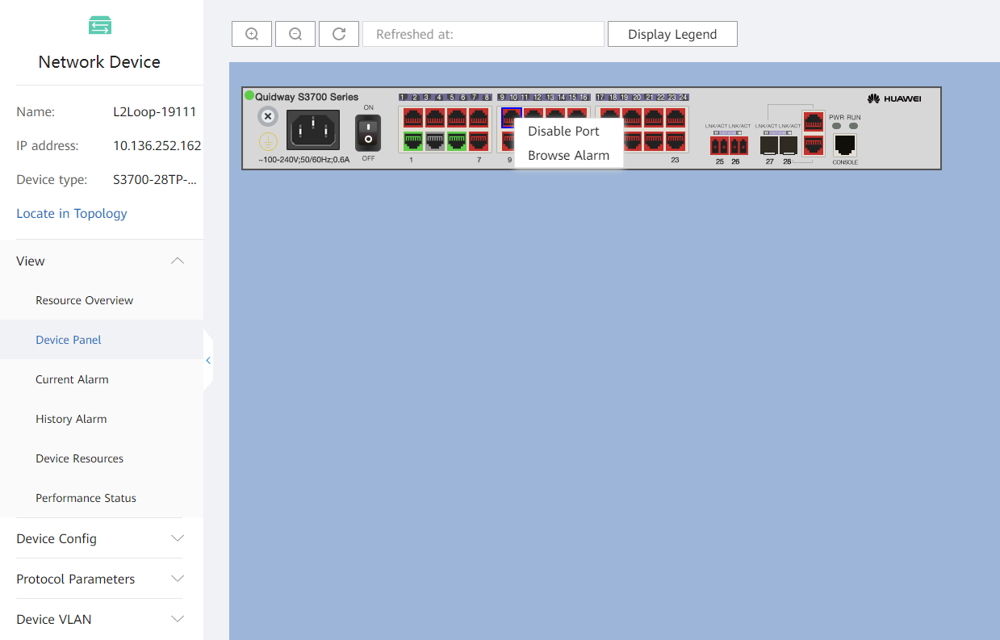 Network Device
Name: L2Loop-19111
IP address: 10.136.252.162
Device type: S3700-28TP-...
Locate in Topology
View
Resource Overview
Device Panel
Current Alarm
History Alarm
Device Resources
Performance Status
Device Config
Protocol Parameters
Device VLAN
Refreshed at:
Display Legend
Quidway S3700 Series
ON
OFF
~100-240V;50/60Hz;0.6A
1 2 3 4 5 6 7 8 9 10 11 12 13 14 15 16 17 18 19 20 21 22 23 24
1 7 9 23
Disable Port
Browse Alarm
LNK/ACT LNK/ACT LNK/ACT LNK/ACT
25 26 27 28
PWR RUN
CONSOLE
HUAWEI